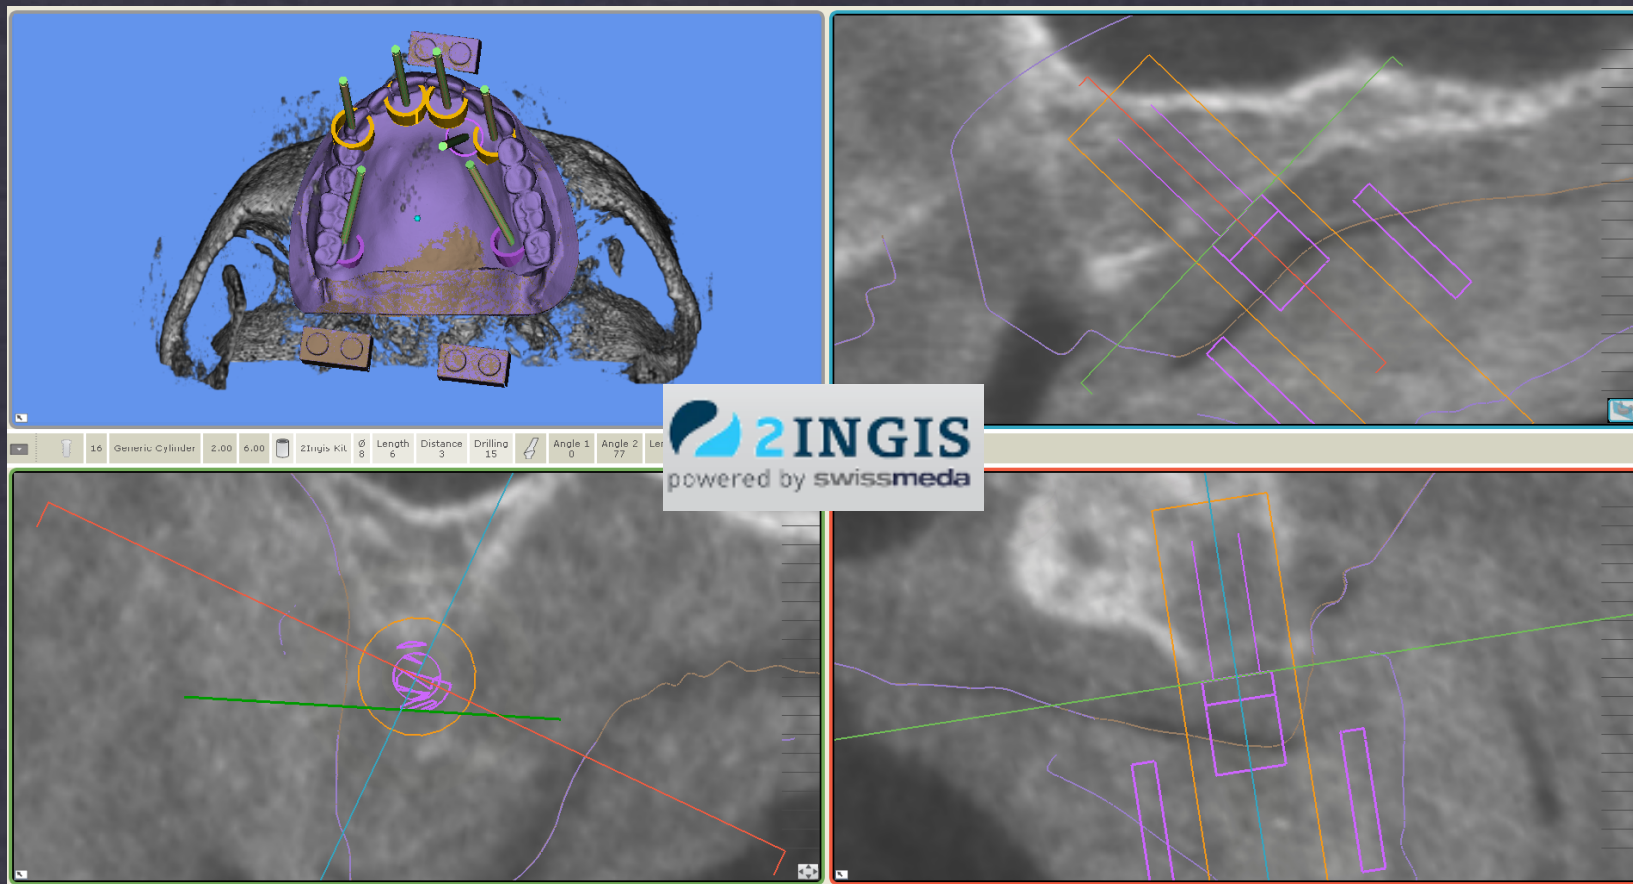 16 Generic Cylinder 2.00 6.00 2Ingis Kit Ø 8 Length 6 Distance 3 Drilling 15 Angle 1 0 Angle 2 77
2INGIS
powered by swissmeda